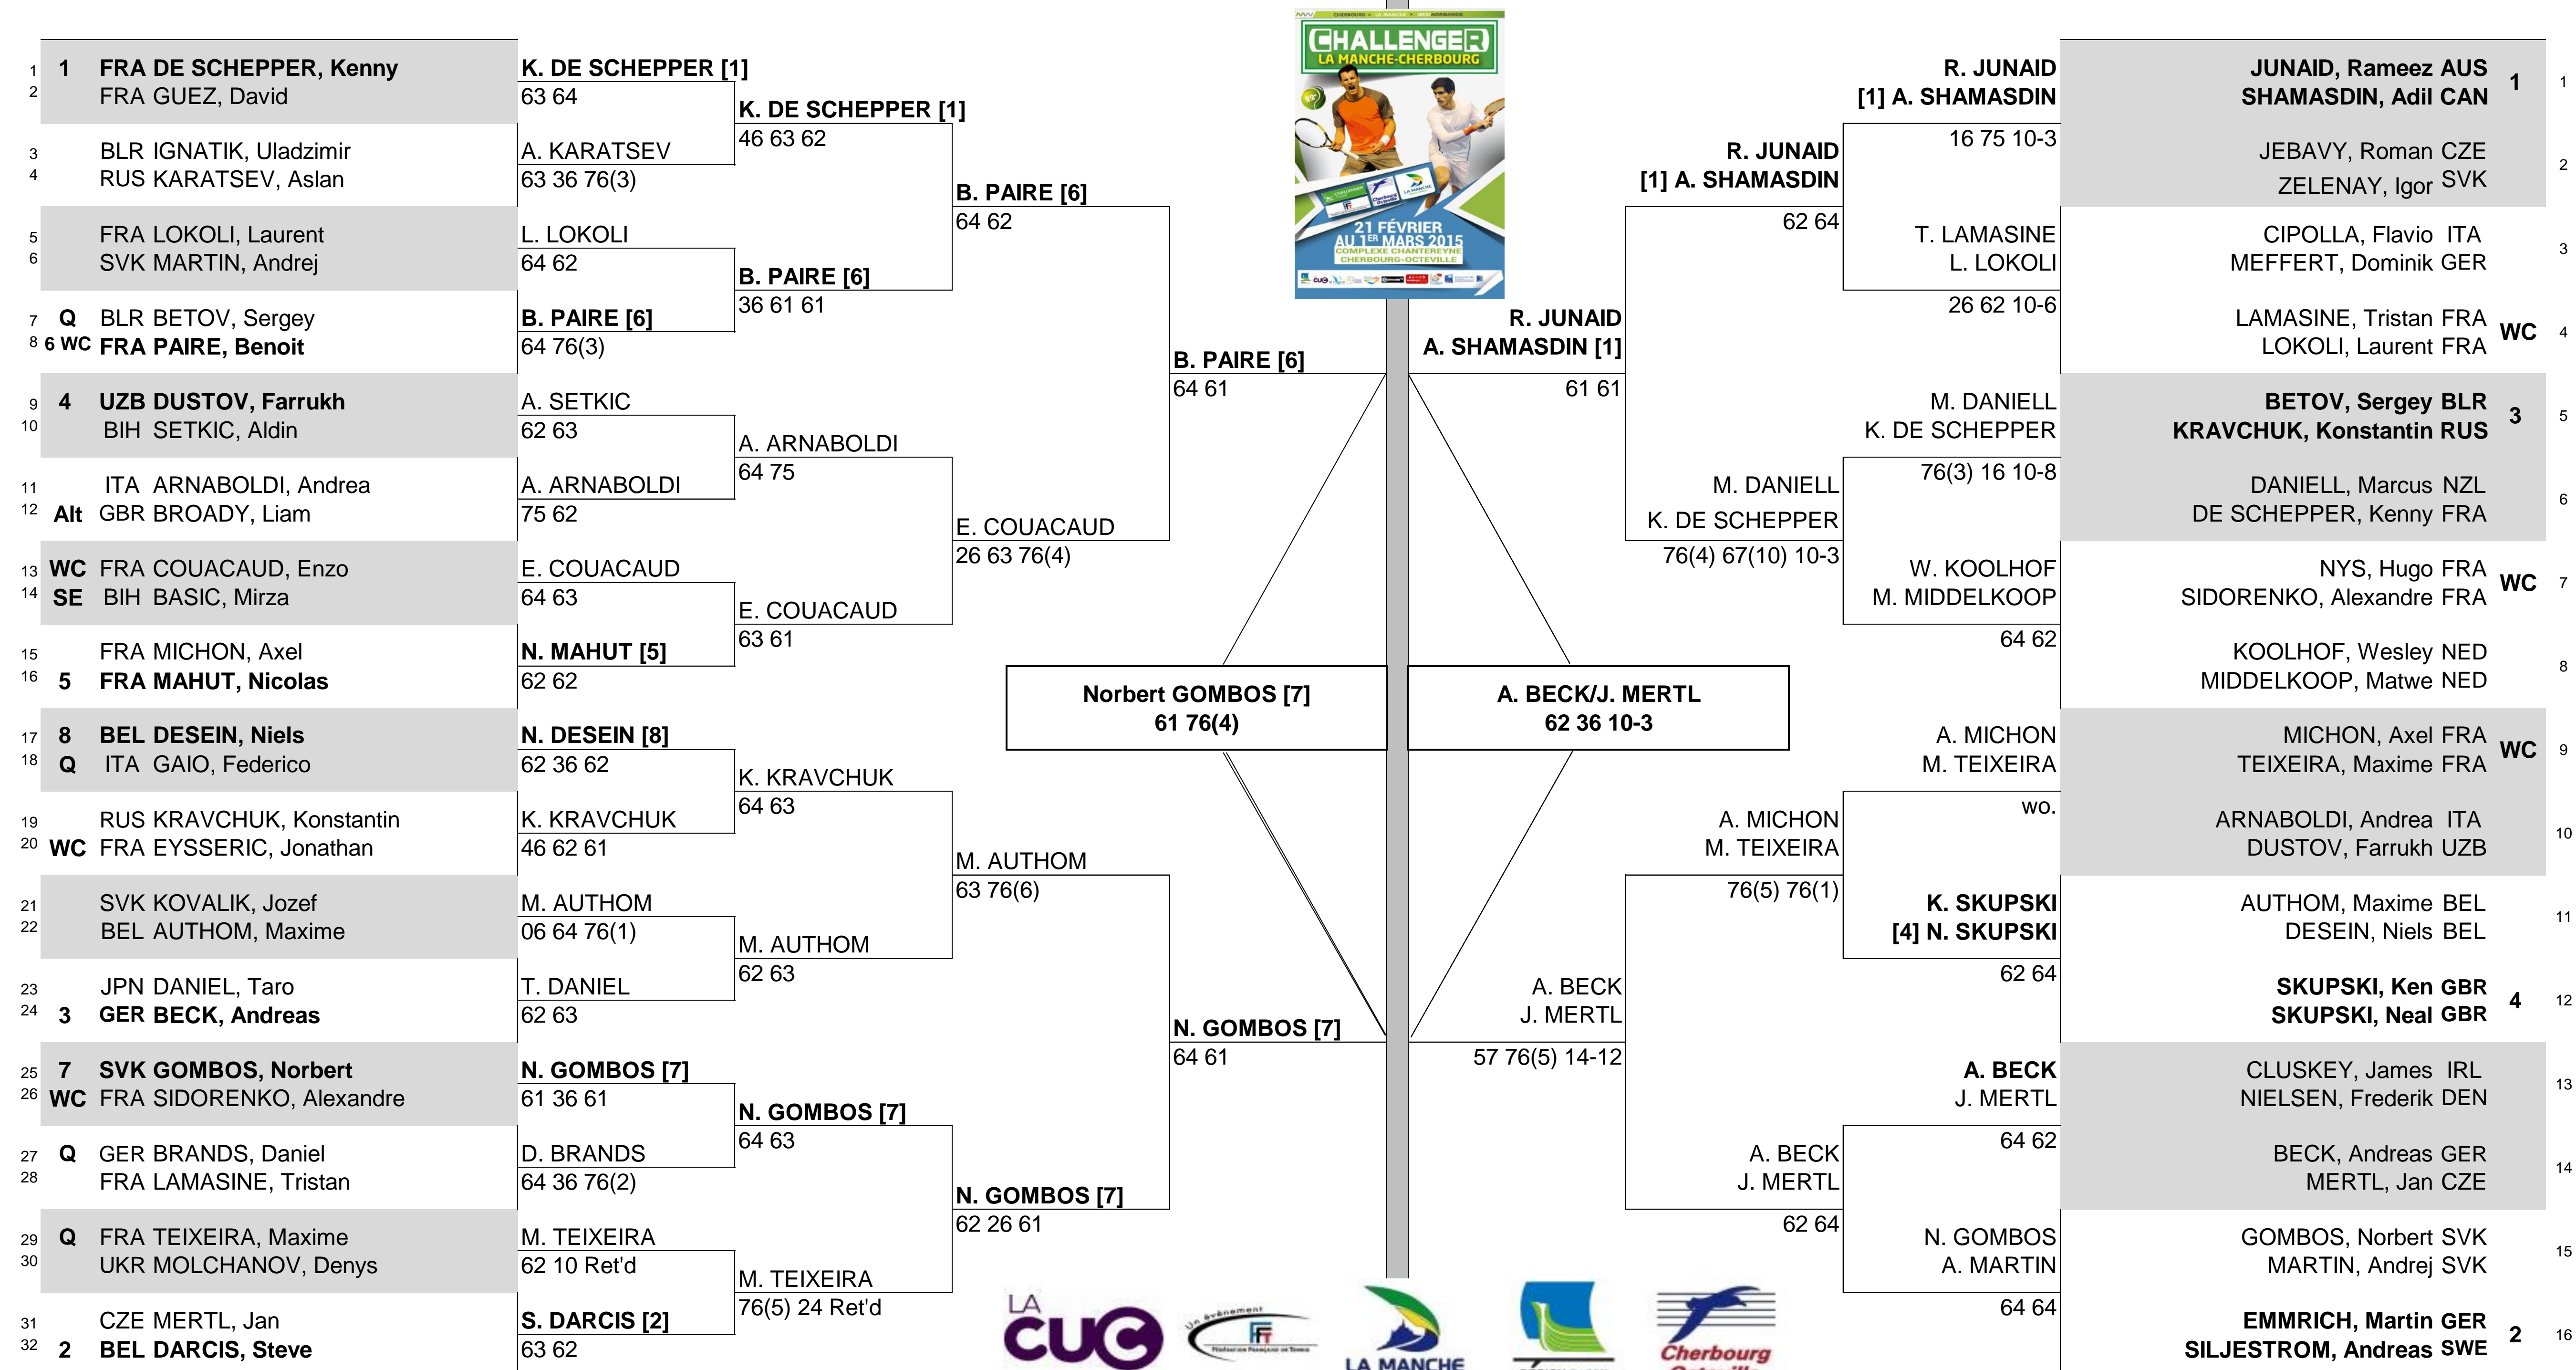 1 1 FRA DE SCHEPPER, Kenny
2 FRA GUEZ, David
3 BLR IGNATIK, Uladzimir
4 RUS KARATSEV, Aslan
5 FRA LOKOLI, Laurent
6 SVK MARTIN, Andrej
7 Q BLR BETOV, Sergey
8 6 WC FRA PAIRE, Benoit
9 4 UZB DUSTOV, Farrukh
10 BIH SETKIC, Aldin
11 ITA ARNABOLDI, Andrea
12 Alt GBR BROADY, Liam
13 WC FRA COUACAUD, Enzo
14 SE BIH BASIC, Mirza
15 FRA MICHON, Axel
16 5 FRA MAHUT, Nicolas
17 8 BEL DESEIN, Niels
18 Q ITA GAIO, Federico
19 RUS KRAVCHUK, Konstantin
20 WC FRA EYSSERIC, Jonathan
21 SVK KOVALIK, Jozef
22 BEL AUTHOM, Maxime
23 JPN DANIEL, Taro
24 3 GER BECK, Andreas
25 7 SVK GOMBOS, Norbert
26 WC FRA SIDORENKO, Alexandre
27 Q GER BRANDS, Daniel
28 FRA LAMASINE, Tristan
29 Q FRA TEIXEIRA, Maxime
30 UKR MOLCHANOV, Denys
31 CZE MERTL, Jan
32 2 BEL DARCIS, Steve
K. DE SCHEPPER [1]
63 64
A. KARATSEV
63 36 76(3)
L. LOKOLI
64 62
B. PAIRE [6]
64 76(3)
A. SETKIC
62 63
A. ARNABOLDI
75 62
E. COUACAUD
64 63
N. MAHUT [5]
62 62
N. DESEIN [8]
62 36 62
K. KRAVCHUK
46 62 61
M. AUTHOM
06 64 76(1)
T. DANIEL
62 63
N. GOMBOS [7]
61 36 61
D. BRANDS
64 36 76(2)
M. TEIXEIRA
62 10 Ret'd
S. DARCIS [2]
63 62
K. DE SCHEPPER [1]
46 63 62
B. PAIRE [6]
36 61 61
A. ARNABOLDI
64 75
E. COUACAUD
63 61
K. KRAVCHUK
64 63
M. AUTHOM
62 63
N. GOMBOS [7]
64 63
M. TEIXEIRA
76(5) 24 Ret'd
B. PAIRE [6]
64 62
E. COUACAUD
26 63 76(4)
M. AUTHOM
63 76(6)
N. GOMBOS [7]
62 26 61
B. PAIRE [6]
64 61
N. GOMBOS [7]
64 61
Norbert GOMBOS [7]
61 76(4)
CHALLENGER
LA MANCHE-CHERBOURG
21 FÉVRIER
AU 1ER MARS 2015
COMPLEXE CHANTEREYNE
CHERBOURG-OCTEVILLE
A. BECK/J. MERTL
62 36 10-3
R. JUNAID
A. SHAMASDIN [1]
61 61
A. BECK
J. MERTL
57 76(5) 14-12
R. JUNAID
[1] A. SHAMASDIN
62 64
M. DANIELL
K. DE SCHEPPER
76(4) 67(10) 10-3
A. MICHON
M. TEIXEIRA
76(5) 76(1)
A. BECK
J. MERTL
62 64
R. JUNAID
[1] A. SHAMASDIN
16 75 10-3
T. LAMASINE
L. LOKOLI
26 62 10-6
M. DANIELL
K. DE SCHEPPER
76(3) 16 10-8
W. KOOLHOF
M. MIDDELKOOP
64 62
A. MICHON
M. TEIXEIRA
wo.
K. SKUPSKI
[4] N. SKUPSKI
62 64
A. BECK
J. MERTL
64 62
N. GOMBOS
A. MARTIN
64 64
JUNAID, Rameez AUS
SHAMASDIN, Adil CAN 1 1
JEBAVY, Roman CZE
ZELENAY, Igor SVK 2
CIPOLLA, Flavio ITA
MEFFERT, Dominik GER 3
LAMASINE, Tristan FRA
LOKOLI, Laurent FRA WC 4
BETOV, Sergey BLR
KRAVCHUK, Konstantin RUS 3 5
DANIELL, Marcus NZL
DE SCHEPPER, Kenny FRA 6
NYS, Hugo FRA
SIDORENKO, Alexandre FRA WC 7
KOOLHOF, Wesley NED
MIDDELKOOP, Matwe NED 8
MICHON, Axel FRA
TEIXEIRA, Maxime FRA WC 9
ARNABOLDI, Andrea ITA
DUSTOV, Farrukh UZB 10
AUTHOM, Maxime BEL
DESEIN, Niels BEL 11
SKUPSKI, Ken GBR
SKUPSKI, Neal GBR 4 12
CLUSKEY, James IRL
NIELSEN, Frederik DEN 13
BECK, Andreas GER
MERTL, Jan CZE 14
GOMBOS, Norbert SVK
MARTIN, Andrej SVK 15
EMMRICH, Martin GER
SILJESTROM, Andreas SWE 2 16
LA
CUC
Un évènement
FFT
LA MANCHE
Cherbourg